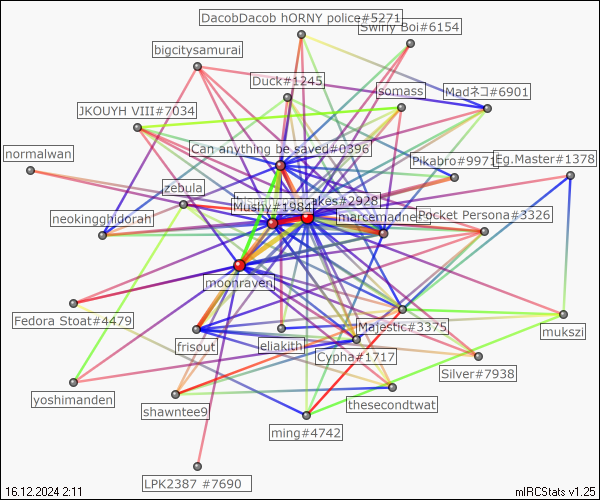 DacobDacob hORNY police#5271
Swirly Boi#6154
bigcitysamurai
Duck#1245
somass
Madネコ#6901
JKOUYH VIII#7034
Can anything be saved#0396
normalwan
Pikabro#9971
Eg.Master#1378
zebula
akes#2928
Mushy#1984
marcemadne
Pocket Persona#3326
neokingghidorah
moonraven
Fedora Stoat#4479
Majestic#3375
mukszi
frisout
eliakith
Cypha#1717
Silver#7938
yoshimanden
shawntee9
thesecondtwat
ming#4742
LPK2387 #7690
16.12.2024 2:11
mIRCStats v1.25